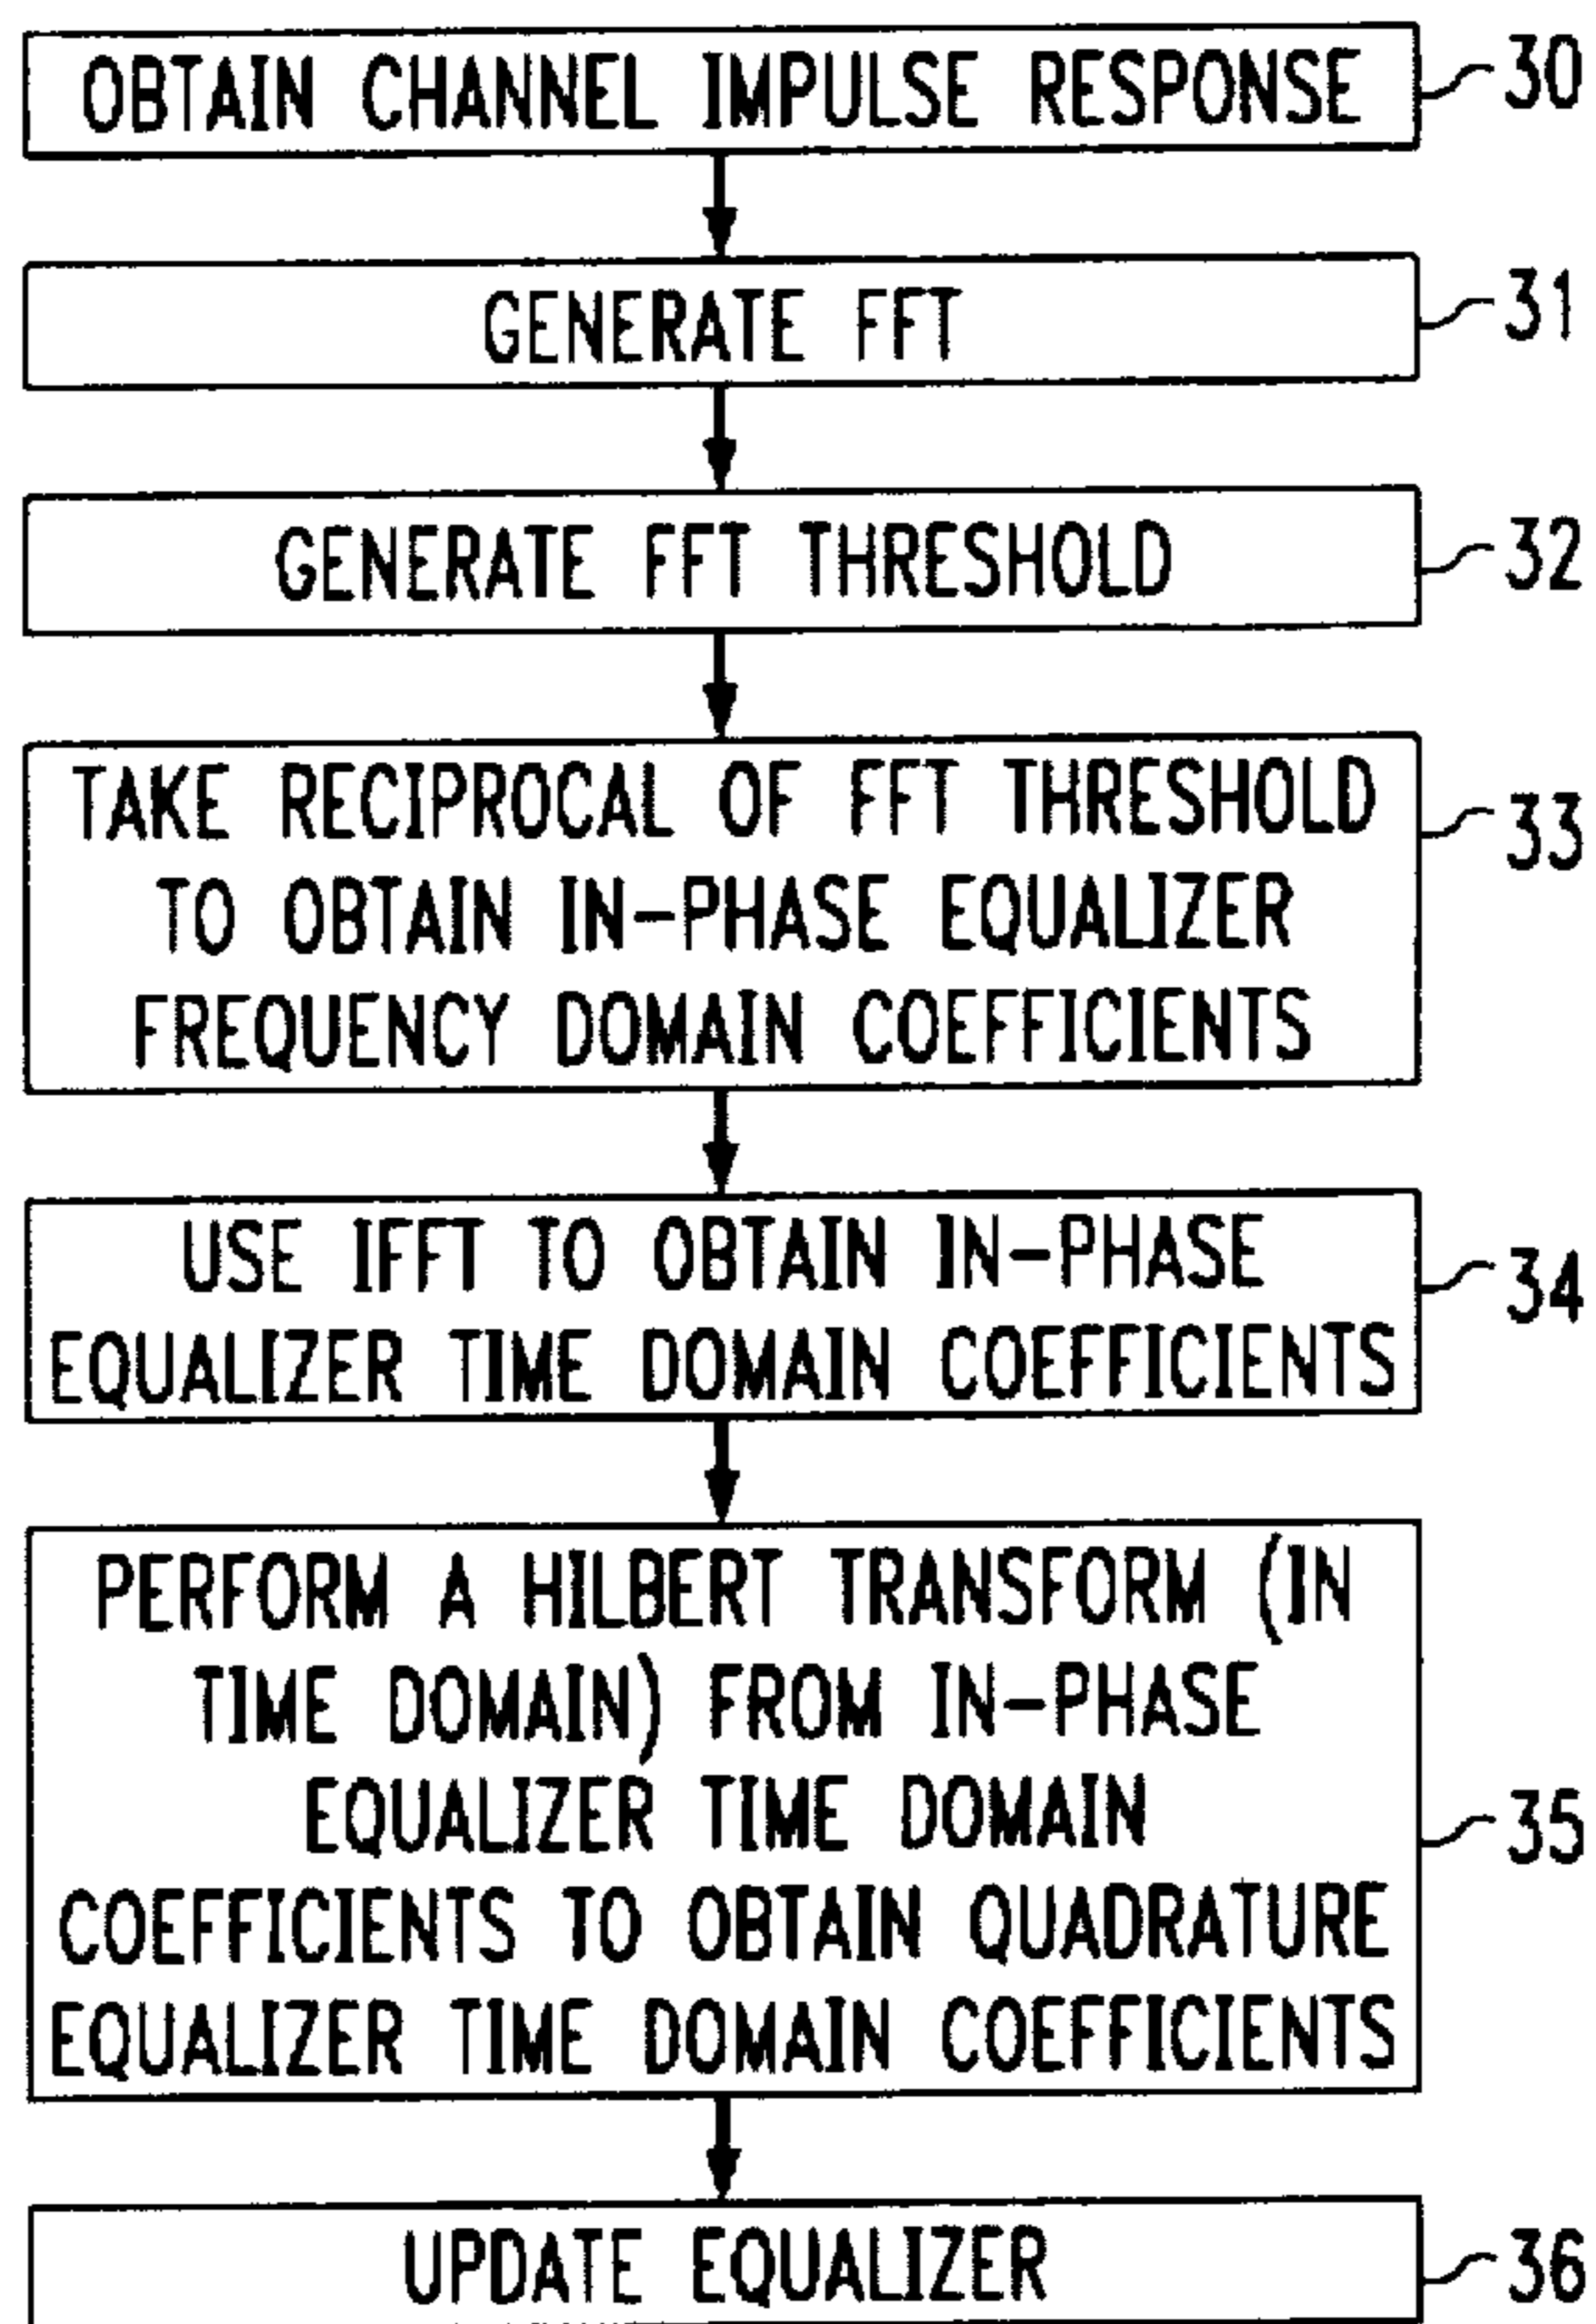 OBTAIN CHANNEL IMPULSE RESPONSE 30
GENERATE FFT 31
GENERATE FFT THRESHOLD 32
TAKE RECIPROCAL OF FFT THRESHOLD
TO OBTAIN IN-PHASE EQUALIZER
FREQUENCY DOMAIN COEFFICIENTS
33
USE IFFT TO OBTAIN IN-PHASE
EQUALIZER TIME DOMAIN COEFFICIENTS
34
PERFORM A HILBERT TRANSFORM (IN
TIME DOMAIN) FROM IN-PHASE
EQUALIZER TIME DOMAIN
COEFFICIENTS TO OBTAIN QUADRATURE
EQUALIZER TIME DOMAIN COEFFICIENTS
35
UPDATE EQUALIZER 36